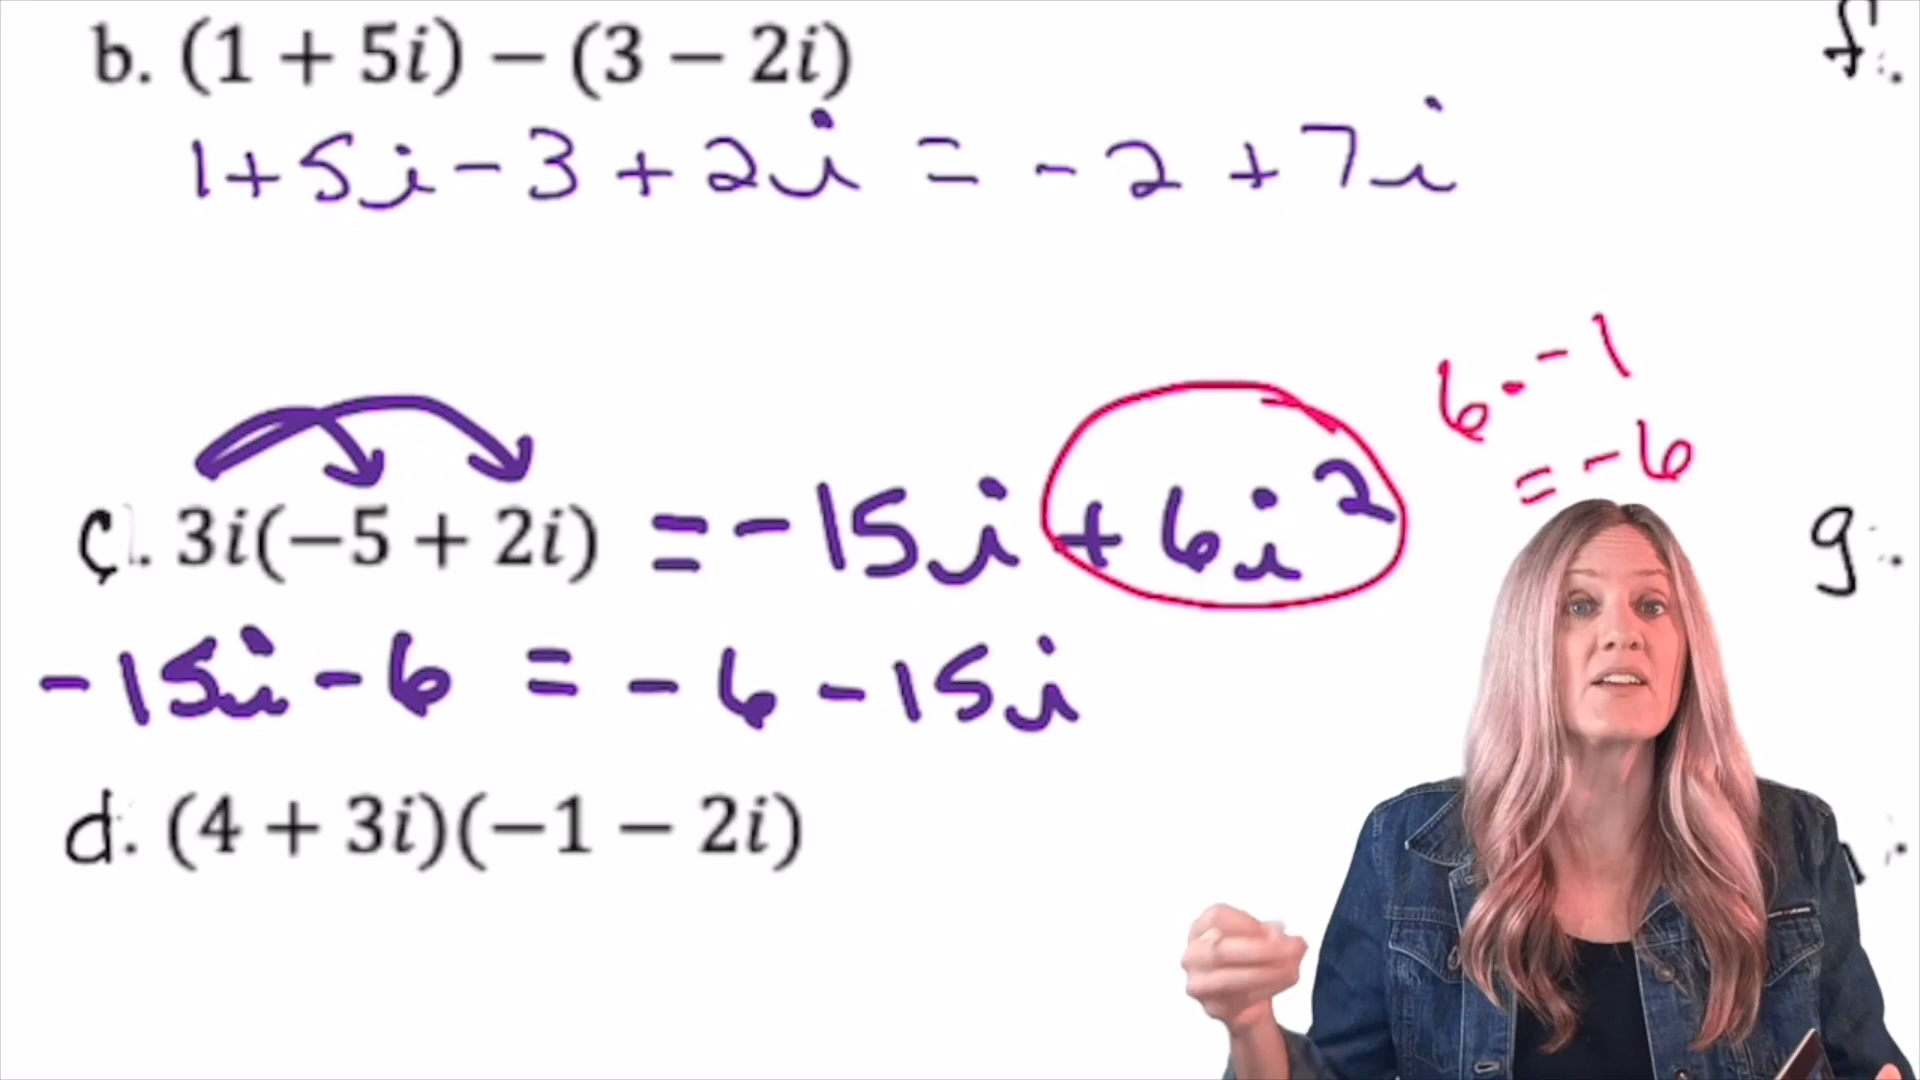 b. (1 + 5i) − (3 − 2i)
1+5i-3+2i = -2+7i
f.
6·-1
=-6
c. 3i(−5 + 2i) = -15i + 6i²
g.
-15i-6 = -6-15i
d. (4 + 3i)(−1 − 2i)